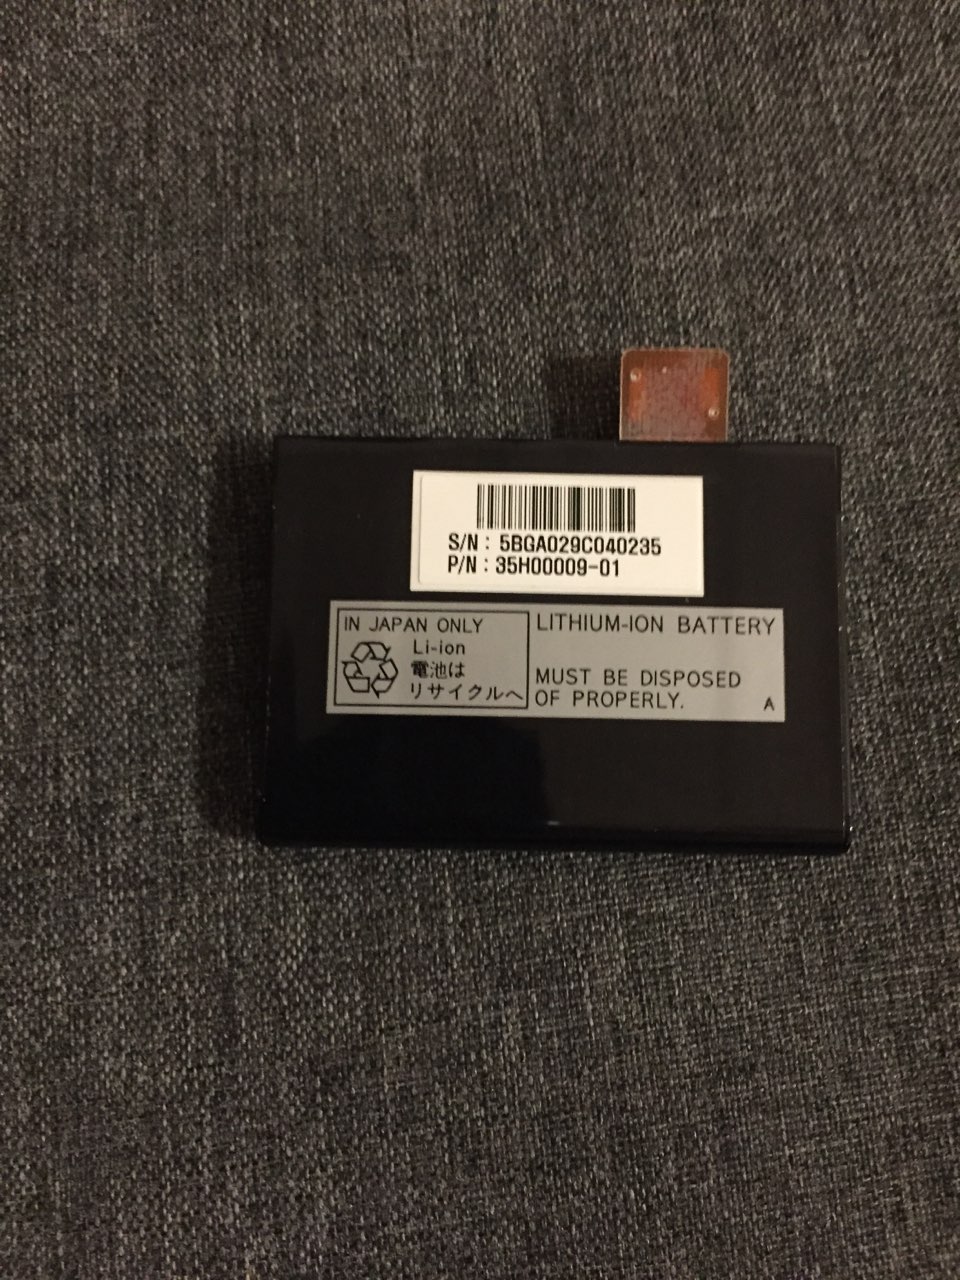 S/N : 5BGA029C040235
P/N : 35H00009-01
IN JAPAN ONLY
Li-ion
電池は
リサイクルへ
LITHIUM-ION BATTERY
MUST BE DISPOSED
OF PROPERLY.
A